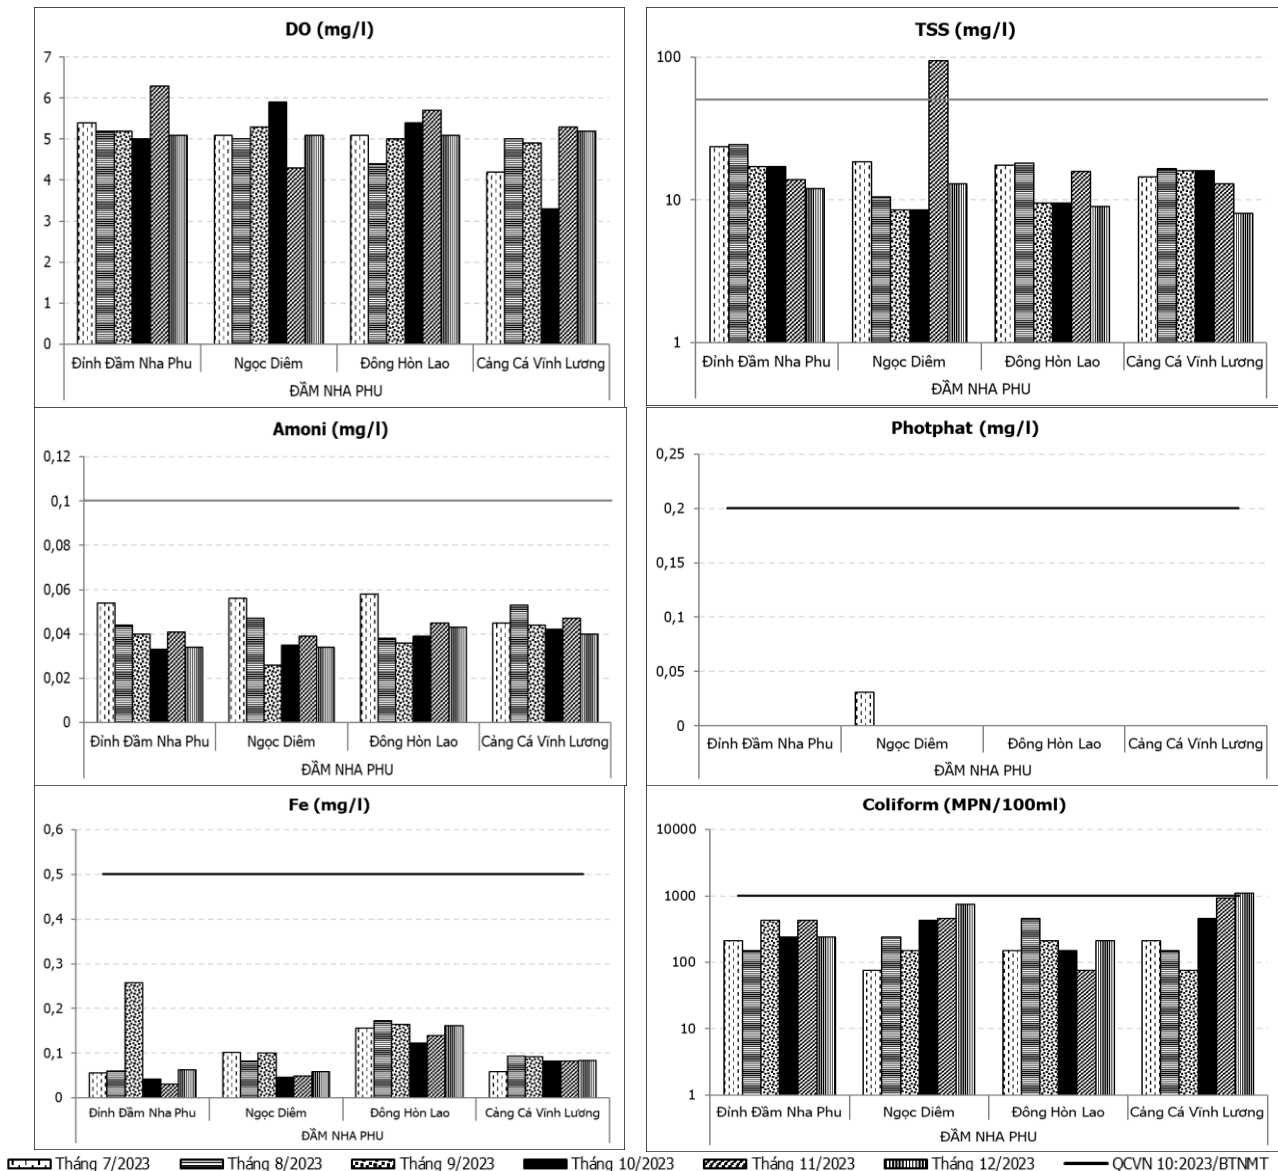 DO (mg/l)
7
6
5
4
3
2
1
0
Đỉnh Đầm Nha Phu Ngọc Diêm Đông Hòn Lao Cảng Cá Vĩnh Lương
ĐẦM NHA PHU
TSS (mg/l)
100
10
1
Đỉnh Đầm Nha Phu Ngọc Diêm Đông Hòn Lao Cảng Cá Vĩnh Lương
ĐẦM NHA PHU
Amoni (mg/l)
0,12
0,1
0,08
0,06
0,04
0,02
0
Đỉnh Đầm Nha Phu Ngọc Diêm Đông Hòn Lao Cảng Cá Vĩnh Lương
ĐẦM NHA PHU
Photphat (mg/l)
0,25
0,2
0,15
0,1
0,05
0
Đỉnh Đầm Nha Phu Ngọc Diêm Đông Hòn Lao Cảng Cá Vĩnh Lương
ĐẦM NHA PHU
Fe (mg/l)
0,6
0,5
0,4
0,3
0,2
0,1
0
Đỉnh Đầm Nha Phu Ngọc Diêm Đông Hòn Lao Cảng Cá Vĩnh Lương
ĐẦM NHA PHU
Coliform (MPN/100ml)
10000
1000
100
10
1
Đỉnh Đầm Nha Phu Ngọc Diêm Đông Hòn Lao Cảng Cá Vĩnh Lương
ĐẦM NHA PHU
Tháng 7/2023 Tháng 8/2023 Tháng 9/2023 Tháng 10/2023 Tháng 11/2023 Tháng 12/2023 QCVN 10:2023/BTNMT